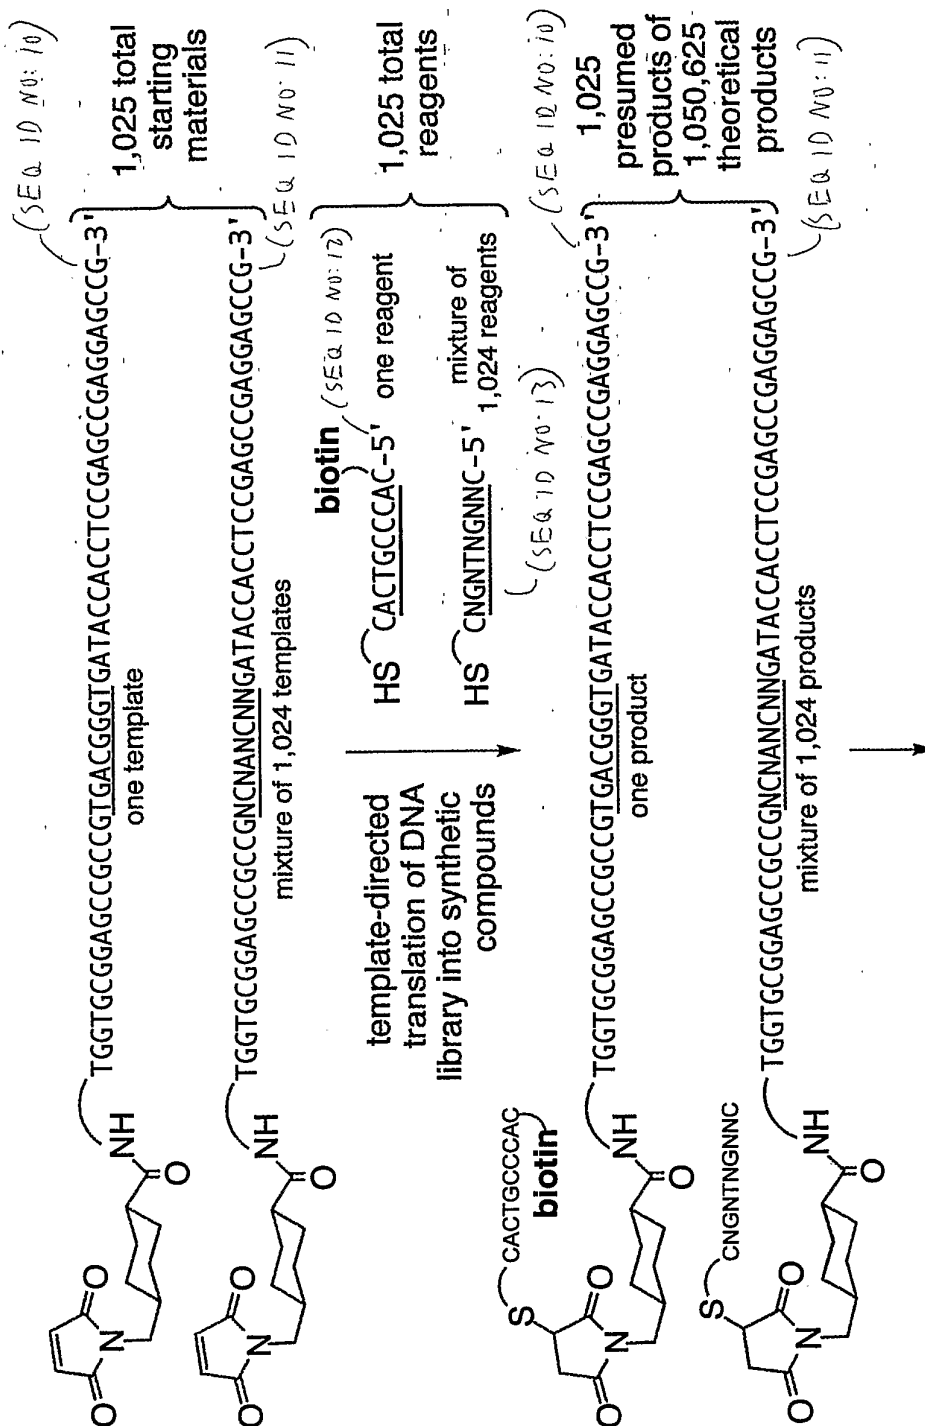 (SEQ ID NO: 10)
TGGTGCGGAGCCGCCGTGACGGGTGATACCACCTCCGAGCCGAGGAGCCG-3'
one template
O
N
O
O
NH
1,025 total
starting
materials
TGGTGCGGAGCCGCCGNCNANCNNGATACCACCTCCGAGCCGAGGAGCCG-3'
mixture of 1,024 templates
O
N
O
O
NH
(SEQ ID NO: 11)
template-directed
translation of DNA
library into synthetic
compounds
biotin
(SEQ ID NO: 12)
HS
CACTGCCCAC-5'
one reagent
HS
CNGNTNGNNC-5'
mixture of
1,024 reagents
(SEQ ID NO: 13)
1,025 total
reagents
(SEQ ID NO: 10)
S
CACTGCCCAC
biotin
TGGTGCGGAGCCGCCGTGACGGGTGATACCACCTCCGAGCCGAGGAGCCG-3'
one product
O
N
O
O
NH
1,025
presumed
products of
1,050,625
theoretical
products
S
CNGNTNGNNC
TGGTGCGGAGCCGCCGNCNANCNNGATACCACCTCCGAGCCGAGGAGCCG-3'
mixture of 1,024 products
O
N
O
O
NH
(SEQ ID NO: 11)